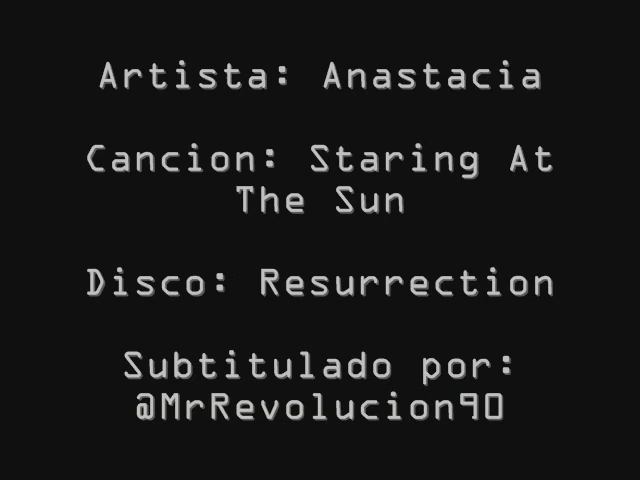 Artista: Anastacia
Cancion: Staring At
The Sun
Disco: Resurrection
Subtitulado por:
@MrRevolucion90